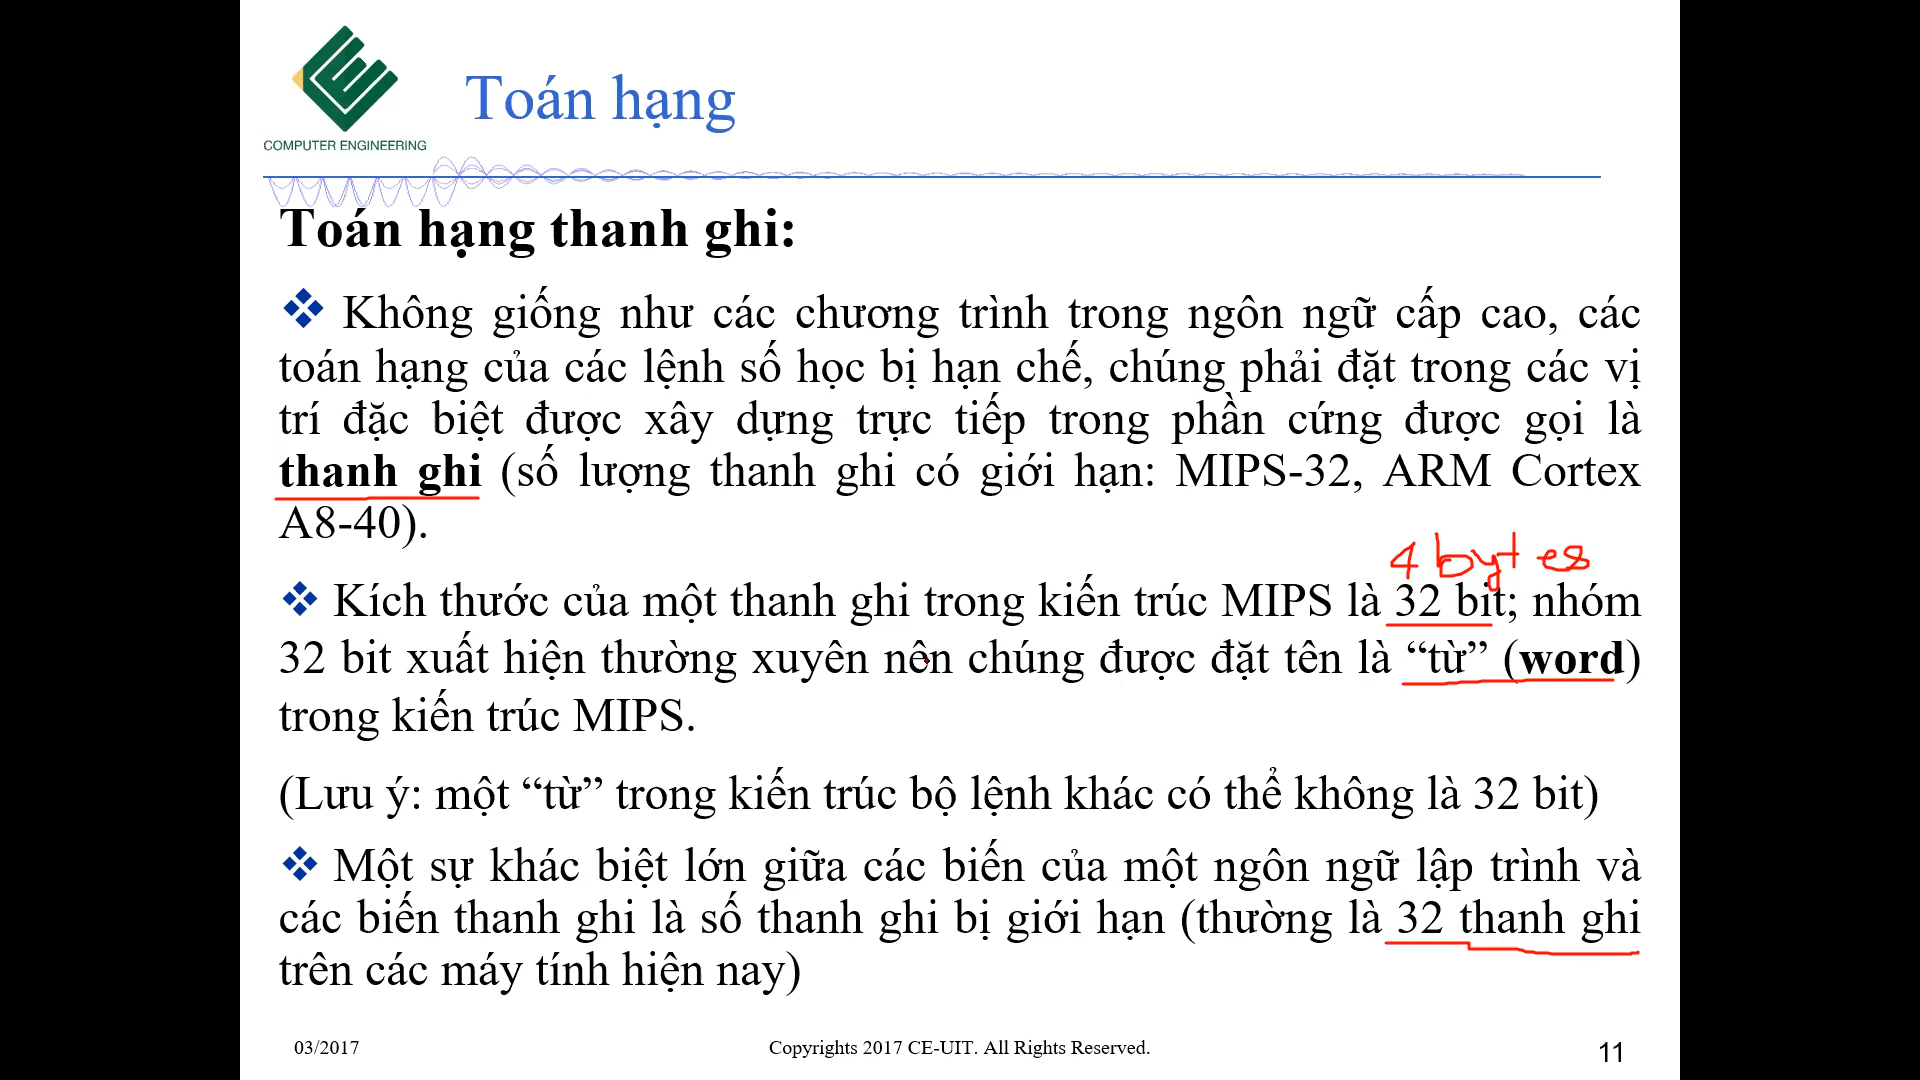 COMPUTER ENGINEERING
Toán hạng
Toán hạng thanh ghi:
Không giống như các chương trình trong ngôn ngữ cấp cao, các
toán hạng của các lệnh số học bị hạn chế, chúng phải đặt trong các vị
trí đặc biệt được xây dựng trực tiếp trong phần cứng được gọi là
thanh ghi (số lượng thanh ghi có giới hạn: MIPS-32, ARM Cortex
A8-40).
4 bytes
Kích thước của một thanh ghi trong kiến trúc MIPS là 32 bit; nhóm
32 bit xuất hiện thường xuyên nên chúng được đặt tên là “từ” (word)
trong kiến trúc MIPS.
(Lưu ý: một “từ” trong kiến trúc bộ lệnh khác có thể không là 32 bit)
Một sự khác biệt lớn giữa các biến của một ngôn ngữ lập trình và
các biến thanh ghi là số thanh ghi bị giới hạn (thường là 32 thanh ghi
trên các máy tính hiện nay)
03/2017
Copyrights 2017 CE-UIT. All Rights Reserved.
11